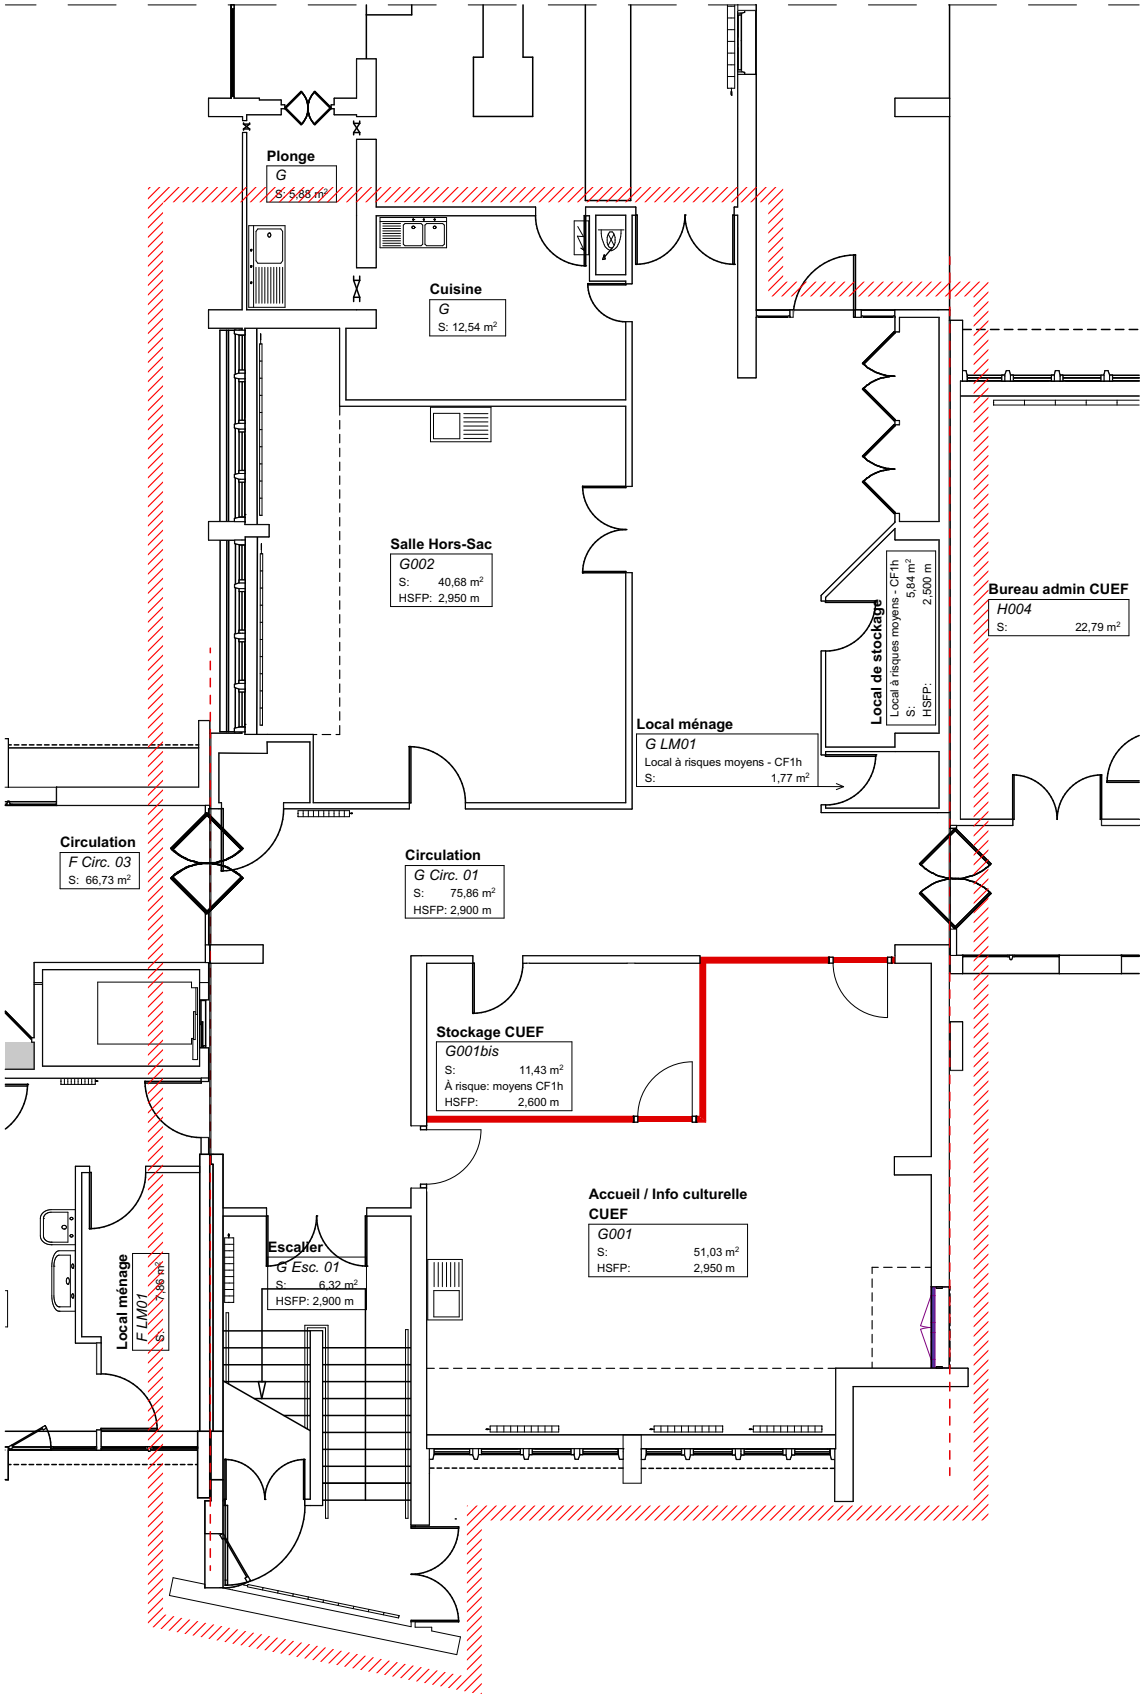 Plonge
G
S: 5,88 m²
Cuisine
G
S: 12,54 m²
Salle Hors-Sac
G002
S: 40,68 m²
HSFP: 2,950 m
Local de stockage
Local à risques moyens - CF1h
S: 5,84 m²
HSFP: 2,500 m
Bureau admin CUEF
H004
S: 22,79 m²
Local ménage
G LM01
Local à risques moyens - CF1h
S: 1,77 m²
Circulation
F Circ. 03
S: 66,73 m²
Circulation
G Circ. 01
S: 75,86 m²
HSFP: 2,900 m
Stockage CUEF
G001bis
S: 11,43 m²
À risque: moyens CF1h
HSFP: 2,600 m
Accueil / Info culturelle
CUEF
G001
S: 51,03 m²
HSFP: 2,950 m
Escalier
G Esc. 01
S: 6,32 m²
HSFP: 2,900 m
Local ménage
F LM01
S: 7,86 m²